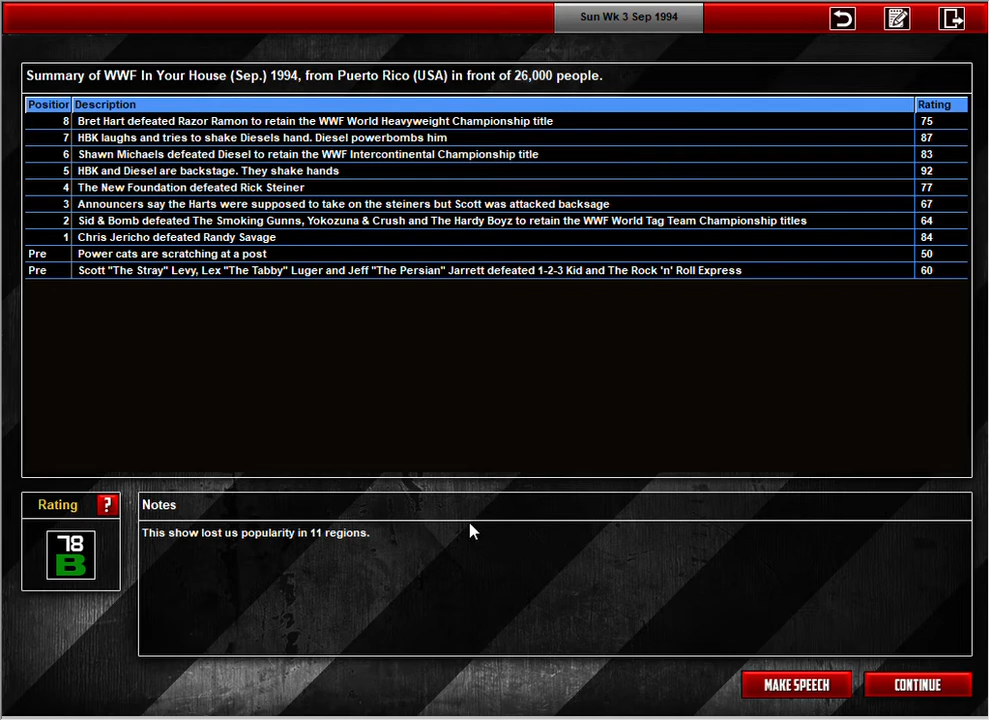 Sun Wk 3 Sep 1994
Summary of WWF In Your House (Sep.) 1994, from Puerto Rico (USA) in front of 26,000 people.
Position Description Rating
8 Bret Hart defeated Razor Ramon to retain the WWF World Heavyweight Championship title 75
7 HBK laughs and tries to shake Diesels hand. Diesel powerbombs him 87
6 Shawn Michaels defeated Diesel to retain the WWF Intercontinental Championship title 83
5 HBK and Diesel are backstage. They shake hands 92
4 The New Foundation defeated Rick Steiner 77
3 Announcers say the Harts were supposed to take on the steiners but Scott was attacked backsage 67
2 Sid & Bomb defeated The Smoking Gunns, Yokozuna & Crush and The Hardy Boyz to retain the WWF World Tag Team Championship titles 64
1 Chris Jericho defeated Randy Savage 84
Pre Power cats are scratching at a post 50
Pre Scott "The Stray" Levy, Lex "The Tabby" Luger and Jeff "The Persian" Jarrett defeated 1-2-3 Kid and The Rock 'n' Roll Express 60
Rating ?
78
B
Notes
This show lost us popularity in 11 regions.
MAKE SPEECH
CONTINUE